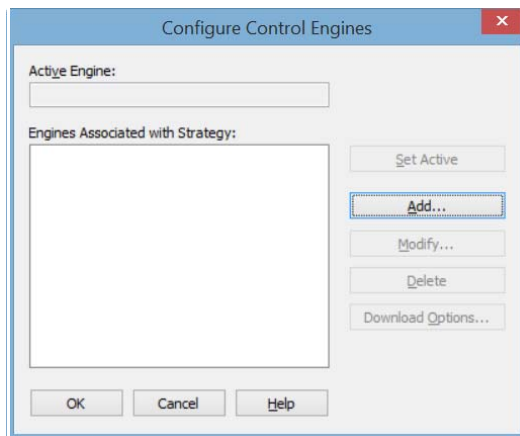 Configure Control Engines
Active Engine:
Engines Associated with Strategy:
Set Active
Add...
Modify...
Delete
Download Options...
OK Cancel Help